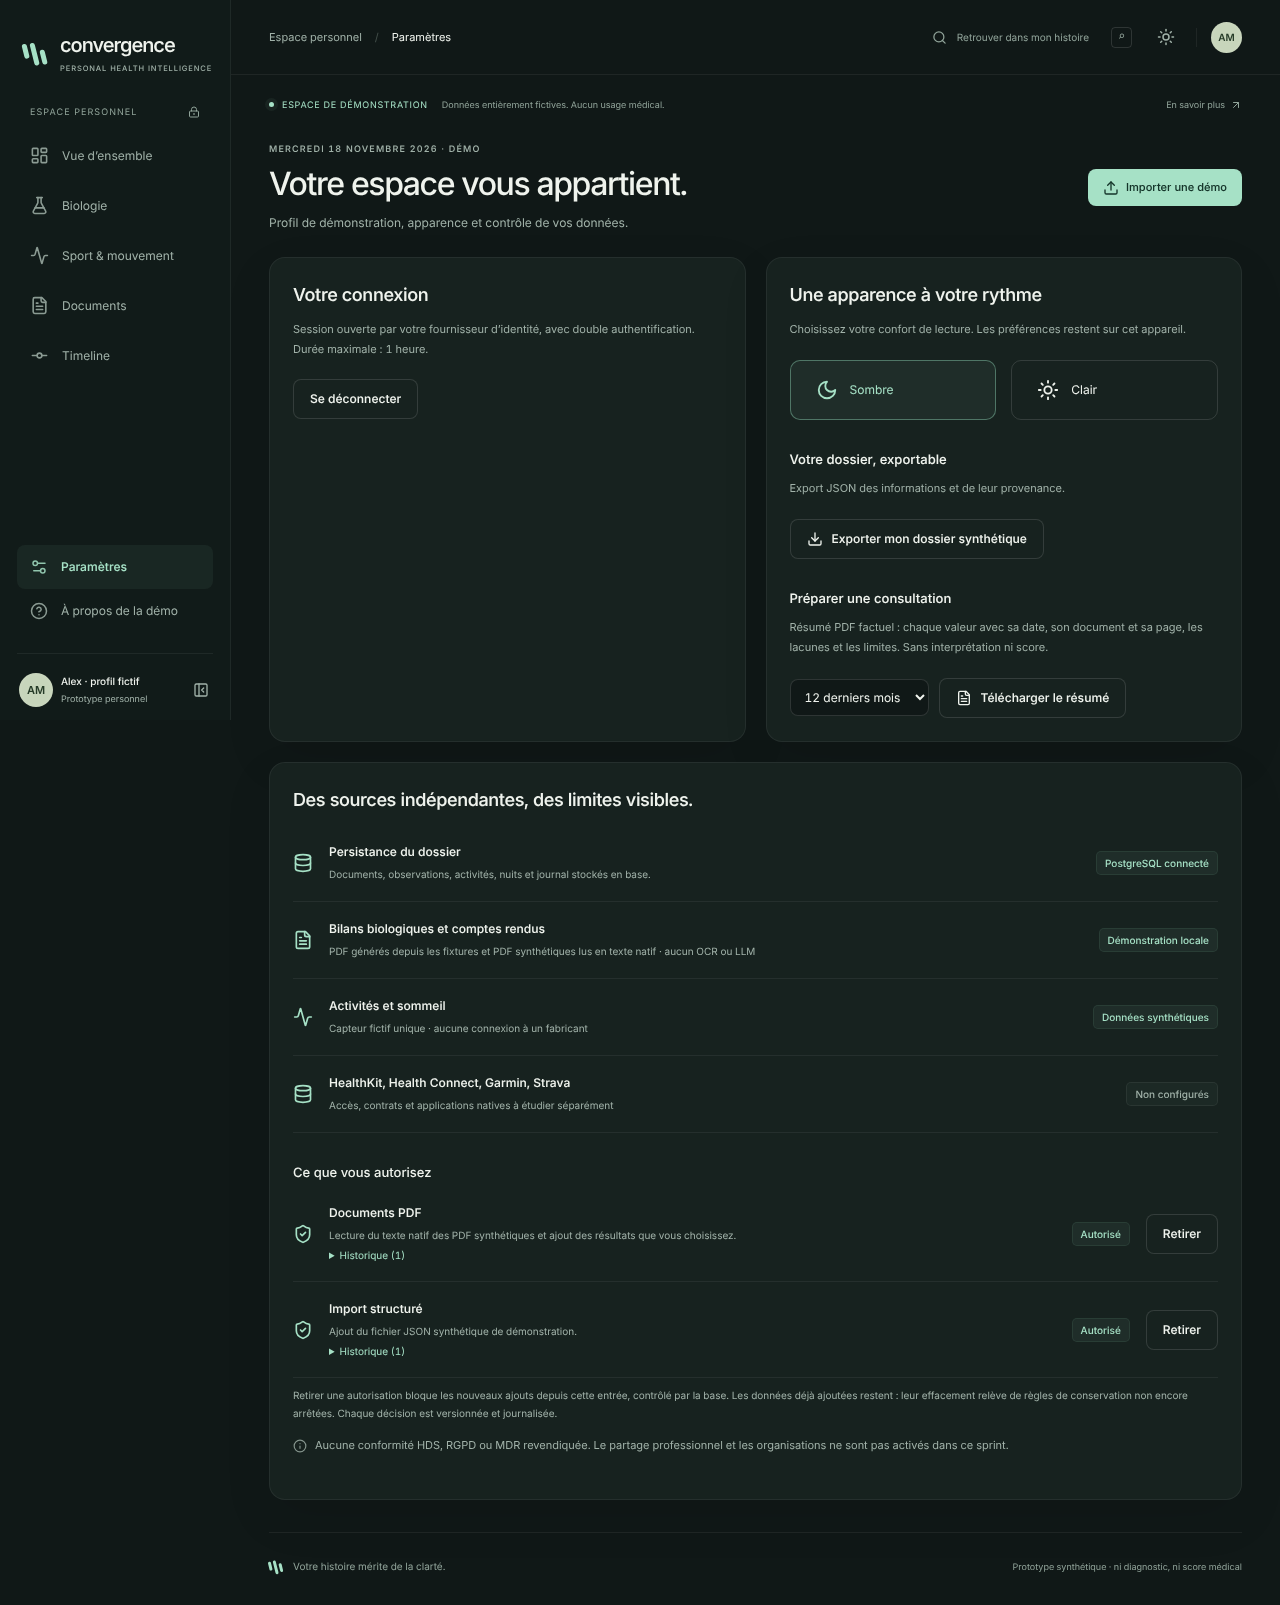 convergence
PERSONAL HEALTH INTELLIGENCE
ESPACE PERSONNEL
Vue d'ensemble
Biologie
Sport & mouvement
Documents
Timeline
Paramètres
À propos de la démo
AM
Alex · profil fictif
Prototype personnel
Espace personnel / Paramètres
Retrouver dans mon histoire
AM
ESPACE DE DÉMONSTRATION Données entièrement fictives. Aucun usage médical.
En savoir plus
MERCREDI 18 NOVEMBRE 2026 · DÉMO
Votre espace vous appartient.
Importer une démo
Profil de démonstration, apparence et contrôle de vos données.
Votre connexion
Session ouverte par votre fournisseur d'identité, avec double authentification.
Durée maximale : 1 heure.
Se déconnecter
Une apparence à votre rythme
Choisissez votre confort de lecture. Les préférences restent sur cet appareil.
Sombre
Clair
Votre dossier, exportable
Export JSON des informations et de leur provenance.
Exporter mon dossier synthétique
Préparer une consultation
Résumé PDF factuel : chaque valeur avec sa date, son document et sa page, les
lacunes et les limites. Sans interprétation ni score.
12 derniers mois
Télécharger le résumé
Des sources indépendantes, des limites visibles.
Persistance du dossier
Documents, observations, activités, nuits et journal stockés en base.
PostgreSQL connecté
Bilans biologiques et comptes rendus
PDF générés depuis les fixtures et PDF synthétiques lus en texte natif · aucun OCR ou LLM
Démonstration locale
Activités et sommeil
Capteur fictif unique · aucune connexion à un fabricant
Données synthétiques
HealthKit, Health Connect, Garmin, Strava
Accès, contrats et applications natives à étudier séparément
Non configurés
Ce que vous autorisez
Documents PDF
Lecture du texte natif des PDF synthétiques et ajout des résultats que vous choisissez.
Historique (1)
Autorisé
Retirer
Import structuré
Ajout du fichier JSON synthétique de démonstration.
Historique (1)
Autorisé
Retirer
Retirer une autorisation bloque les nouveaux ajouts depuis cette entrée, contrôlé par la base. Les données déjà ajoutées restent : leur effacement relève de règles de conservation non encore
arrêtées. Chaque décision est versionnée et journalisée.
Aucune conformité HDS, RGPD ou MDR revendiquée. Le partage professionnel et les organisations ne sont pas activés dans ce sprint.
Votre histoire mérite de la clarté.
Prototype synthétique · ni diagnostic, ni score médical